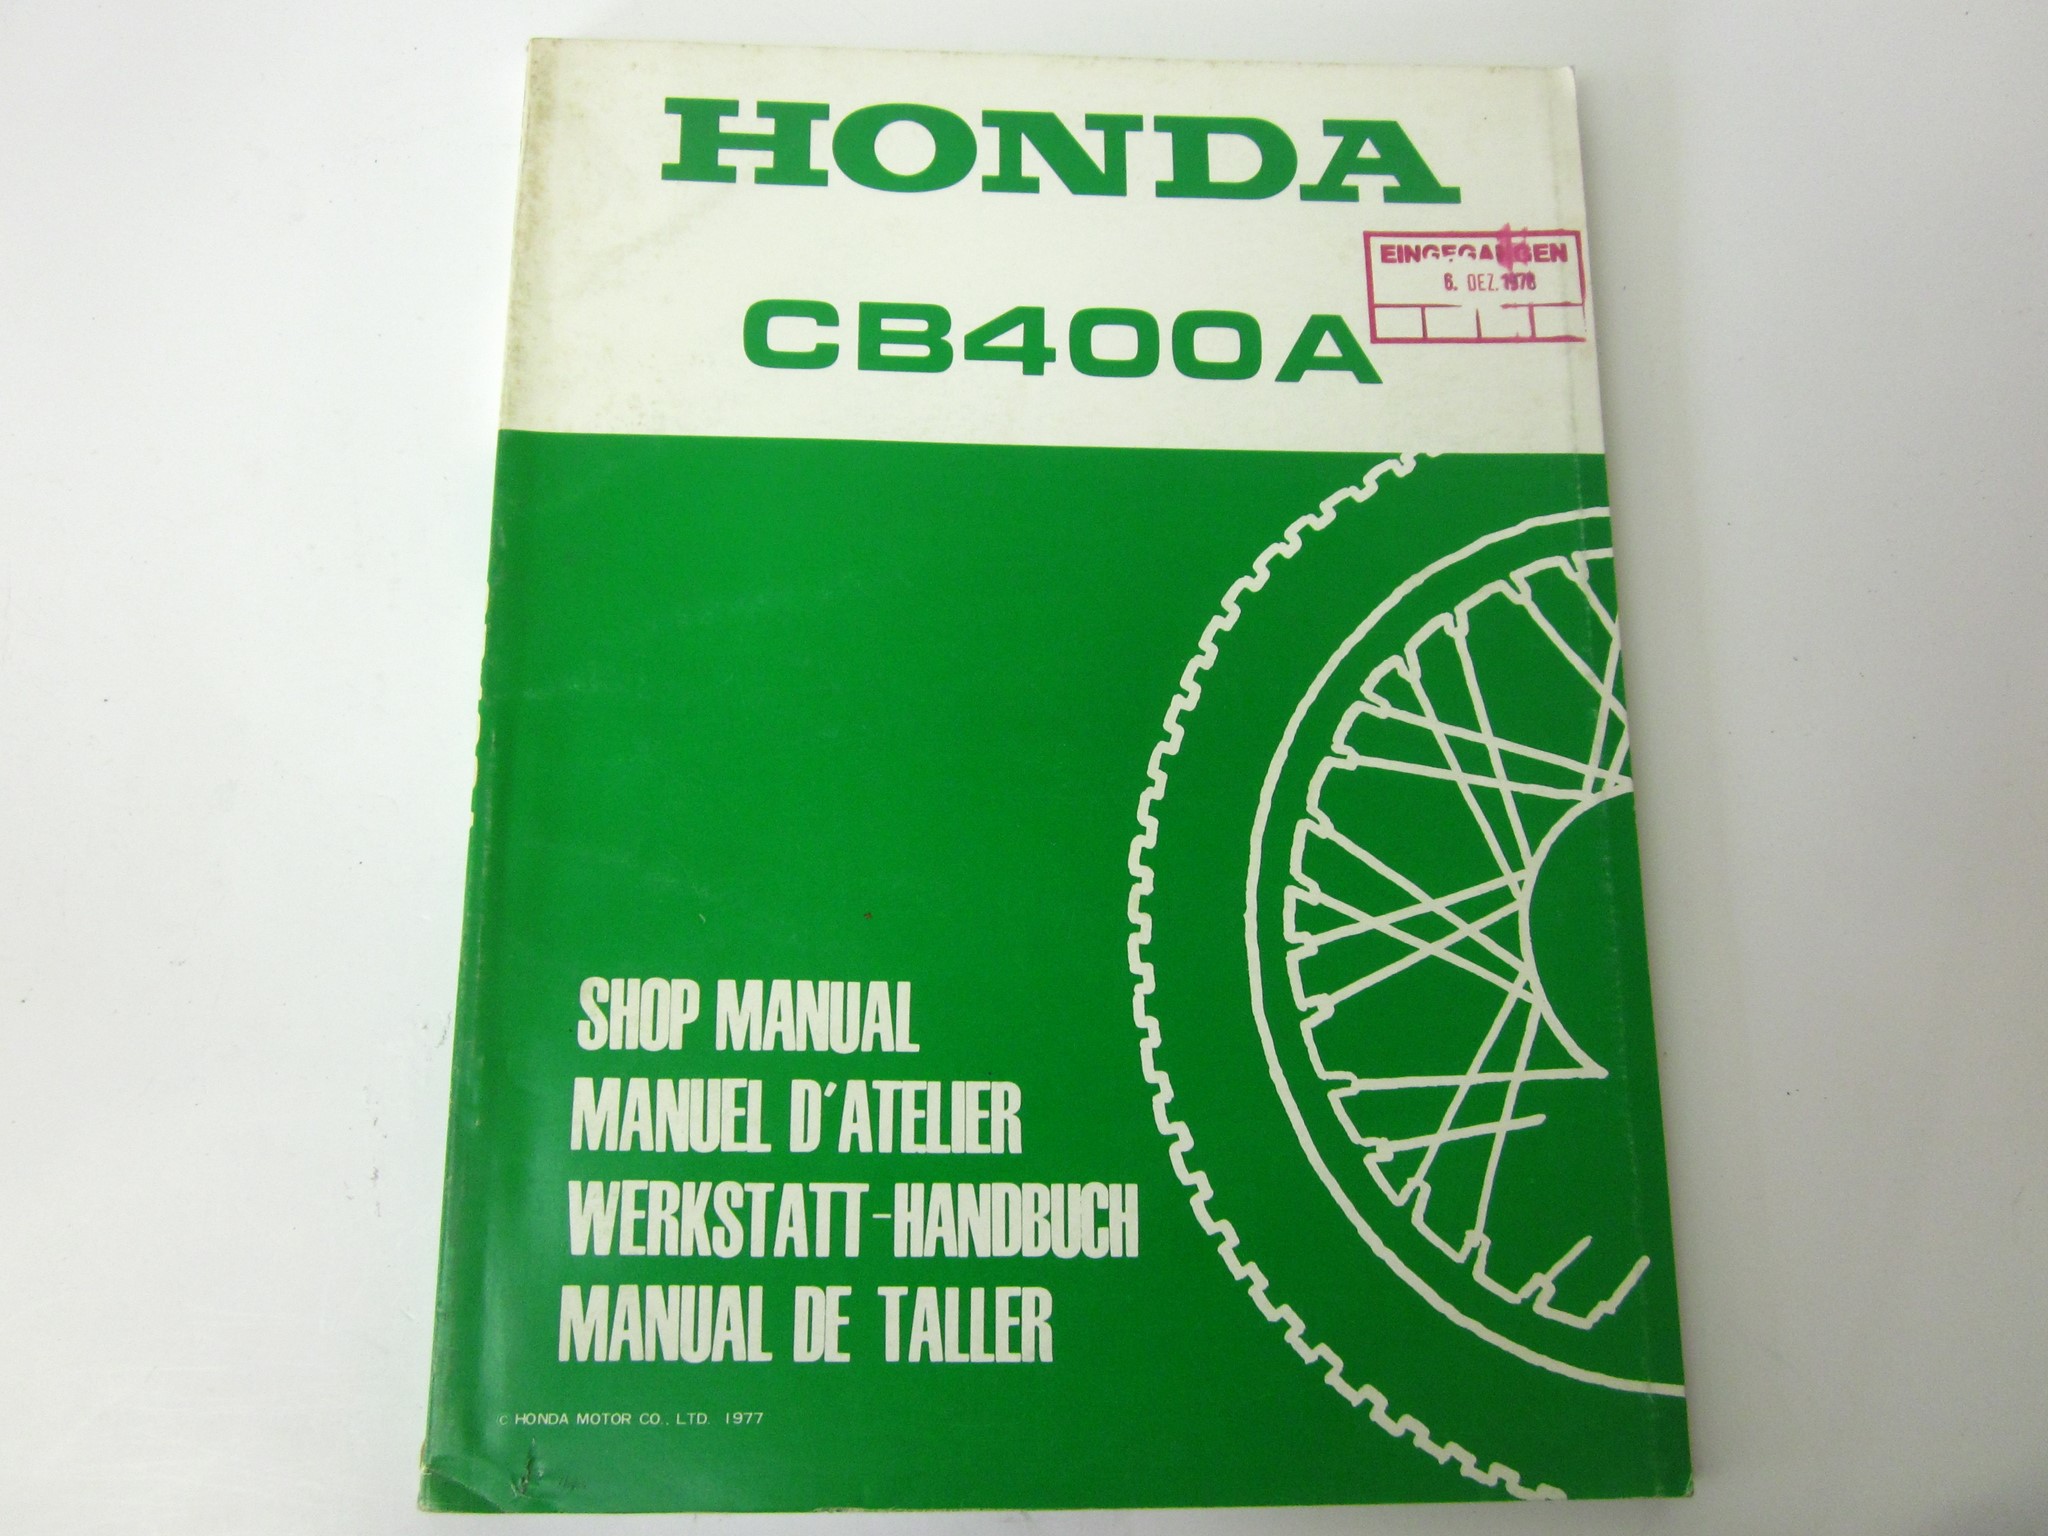 HONDA
EINGEGANGEN
6. DEZ. 1978
CB400A
SHOP MANUAL
MANUEL D'ATELIER
WERKSTATT-HANDBUCH
MANUAL DE TALLER
© HONDA MOTOR CO., LTD. 1977